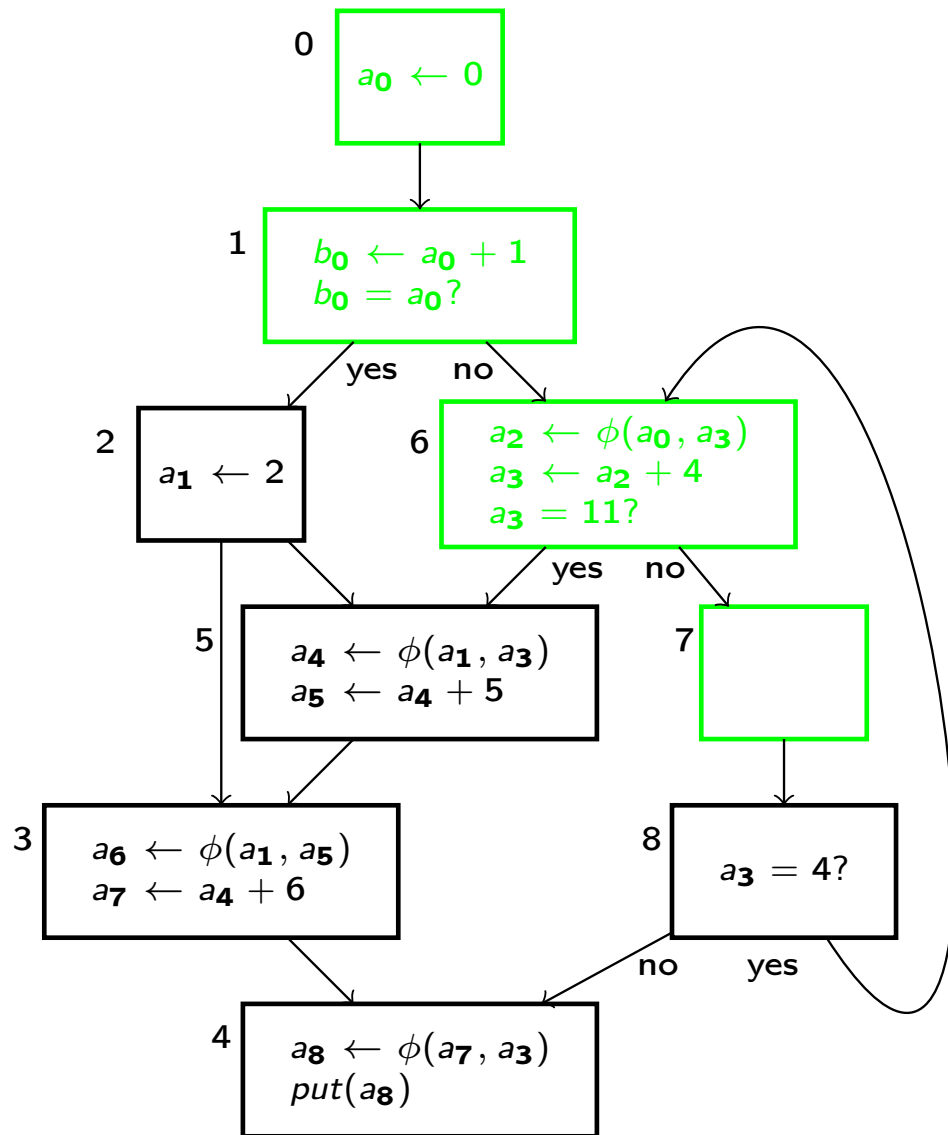 0
a₀ ← 0
1
b₀ ← a₀ + 1
b₀ = a₀?
yes no
2
a₁ ← 2
6
a₂ ← ϕ(a₀, a₃)
a₃ ← a₂ + 4
a₃ = 11?
yes no
5
a₄ ← ϕ(a₁, a₃)
a₅ ← a₄ + 5
7
3
a₆ ← ϕ(a₁, a₅)
a₇ ← a₄ + 6
8
a₃ = 4?
no yes
4
a₈ ← ϕ(a₇, a₃)
put(a₈)